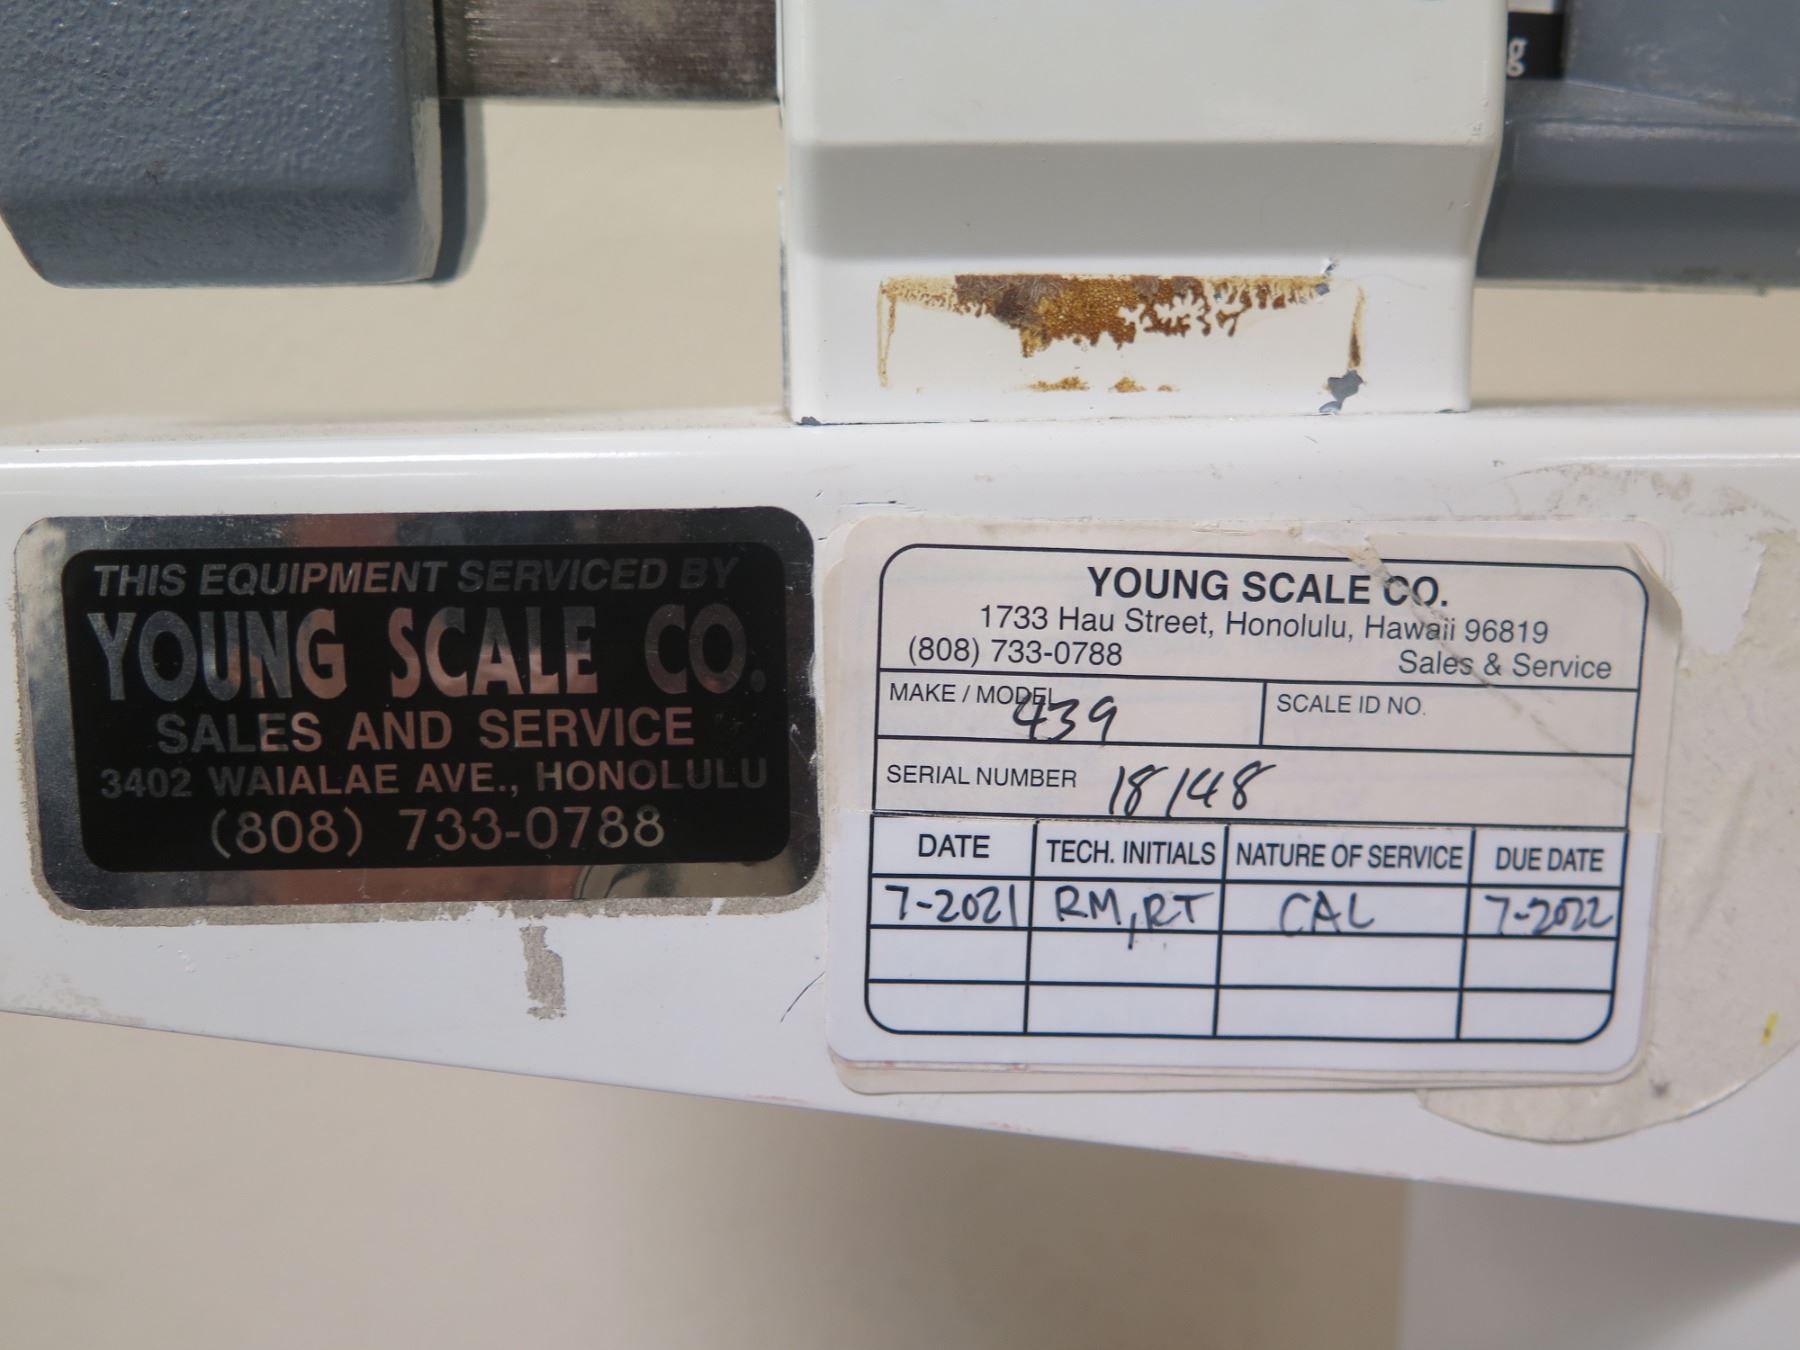 g
THIS EQUIPMENT SERVICED BY
YOUNG SCALE CO.
SALES AND SERVICE
3402 WAIALAE AVE., HONOLULU
(808) 733-0788
YOUNG SCALE CO.
1733 Hau Street, Honolulu, Hawaii 96819
(808) 733-0788 Sales & Service
MAKE / MODEL 439 SCALE ID NO.
SERIAL NUMBER 18148
DATE TECH. INITIALS NATURE OF SERVICE DUE DATE
7-2021 RM, RT CAL 7-2022